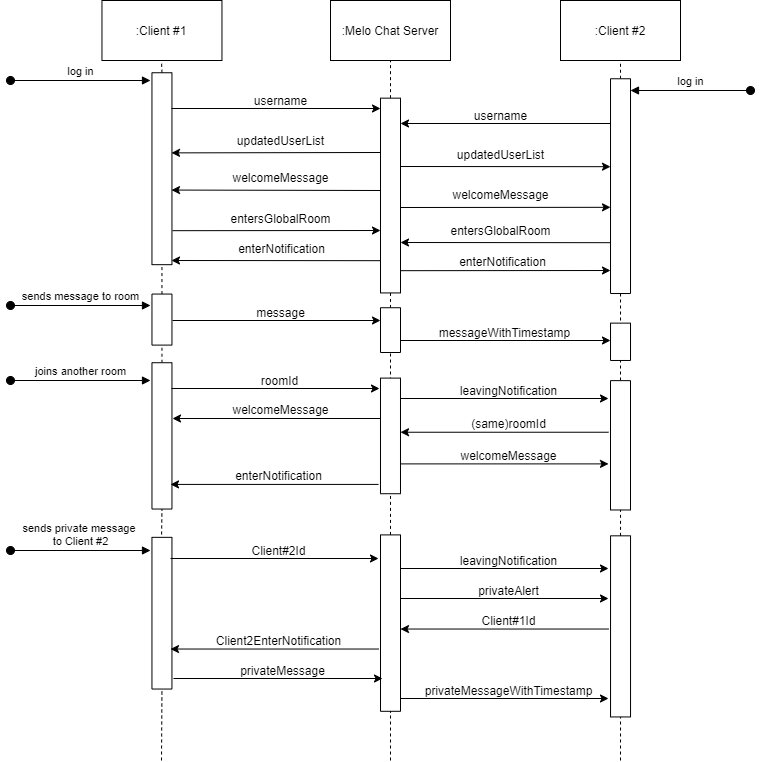 :Client #1
:Melo Chat Server
:Client #2
log in
log in
username
username
updatedUserList
updatedUserList
welcomeMessage
welcomeMessage
entersGlobalRoom
entersGlobalRoom
enterNotification
enterNotification
sends message to room
message
messageWithTimestamp
joins another room
roomId
leavingNotification
welcomeMessage
(same)roomId
welcomeMessage
enterNotification
sends private message
to Client #2
Client#2Id
leavingNotification
privateAlert
Client#1Id
Client2EnterNotification
privateMessage
privateMessageWithTimestamp